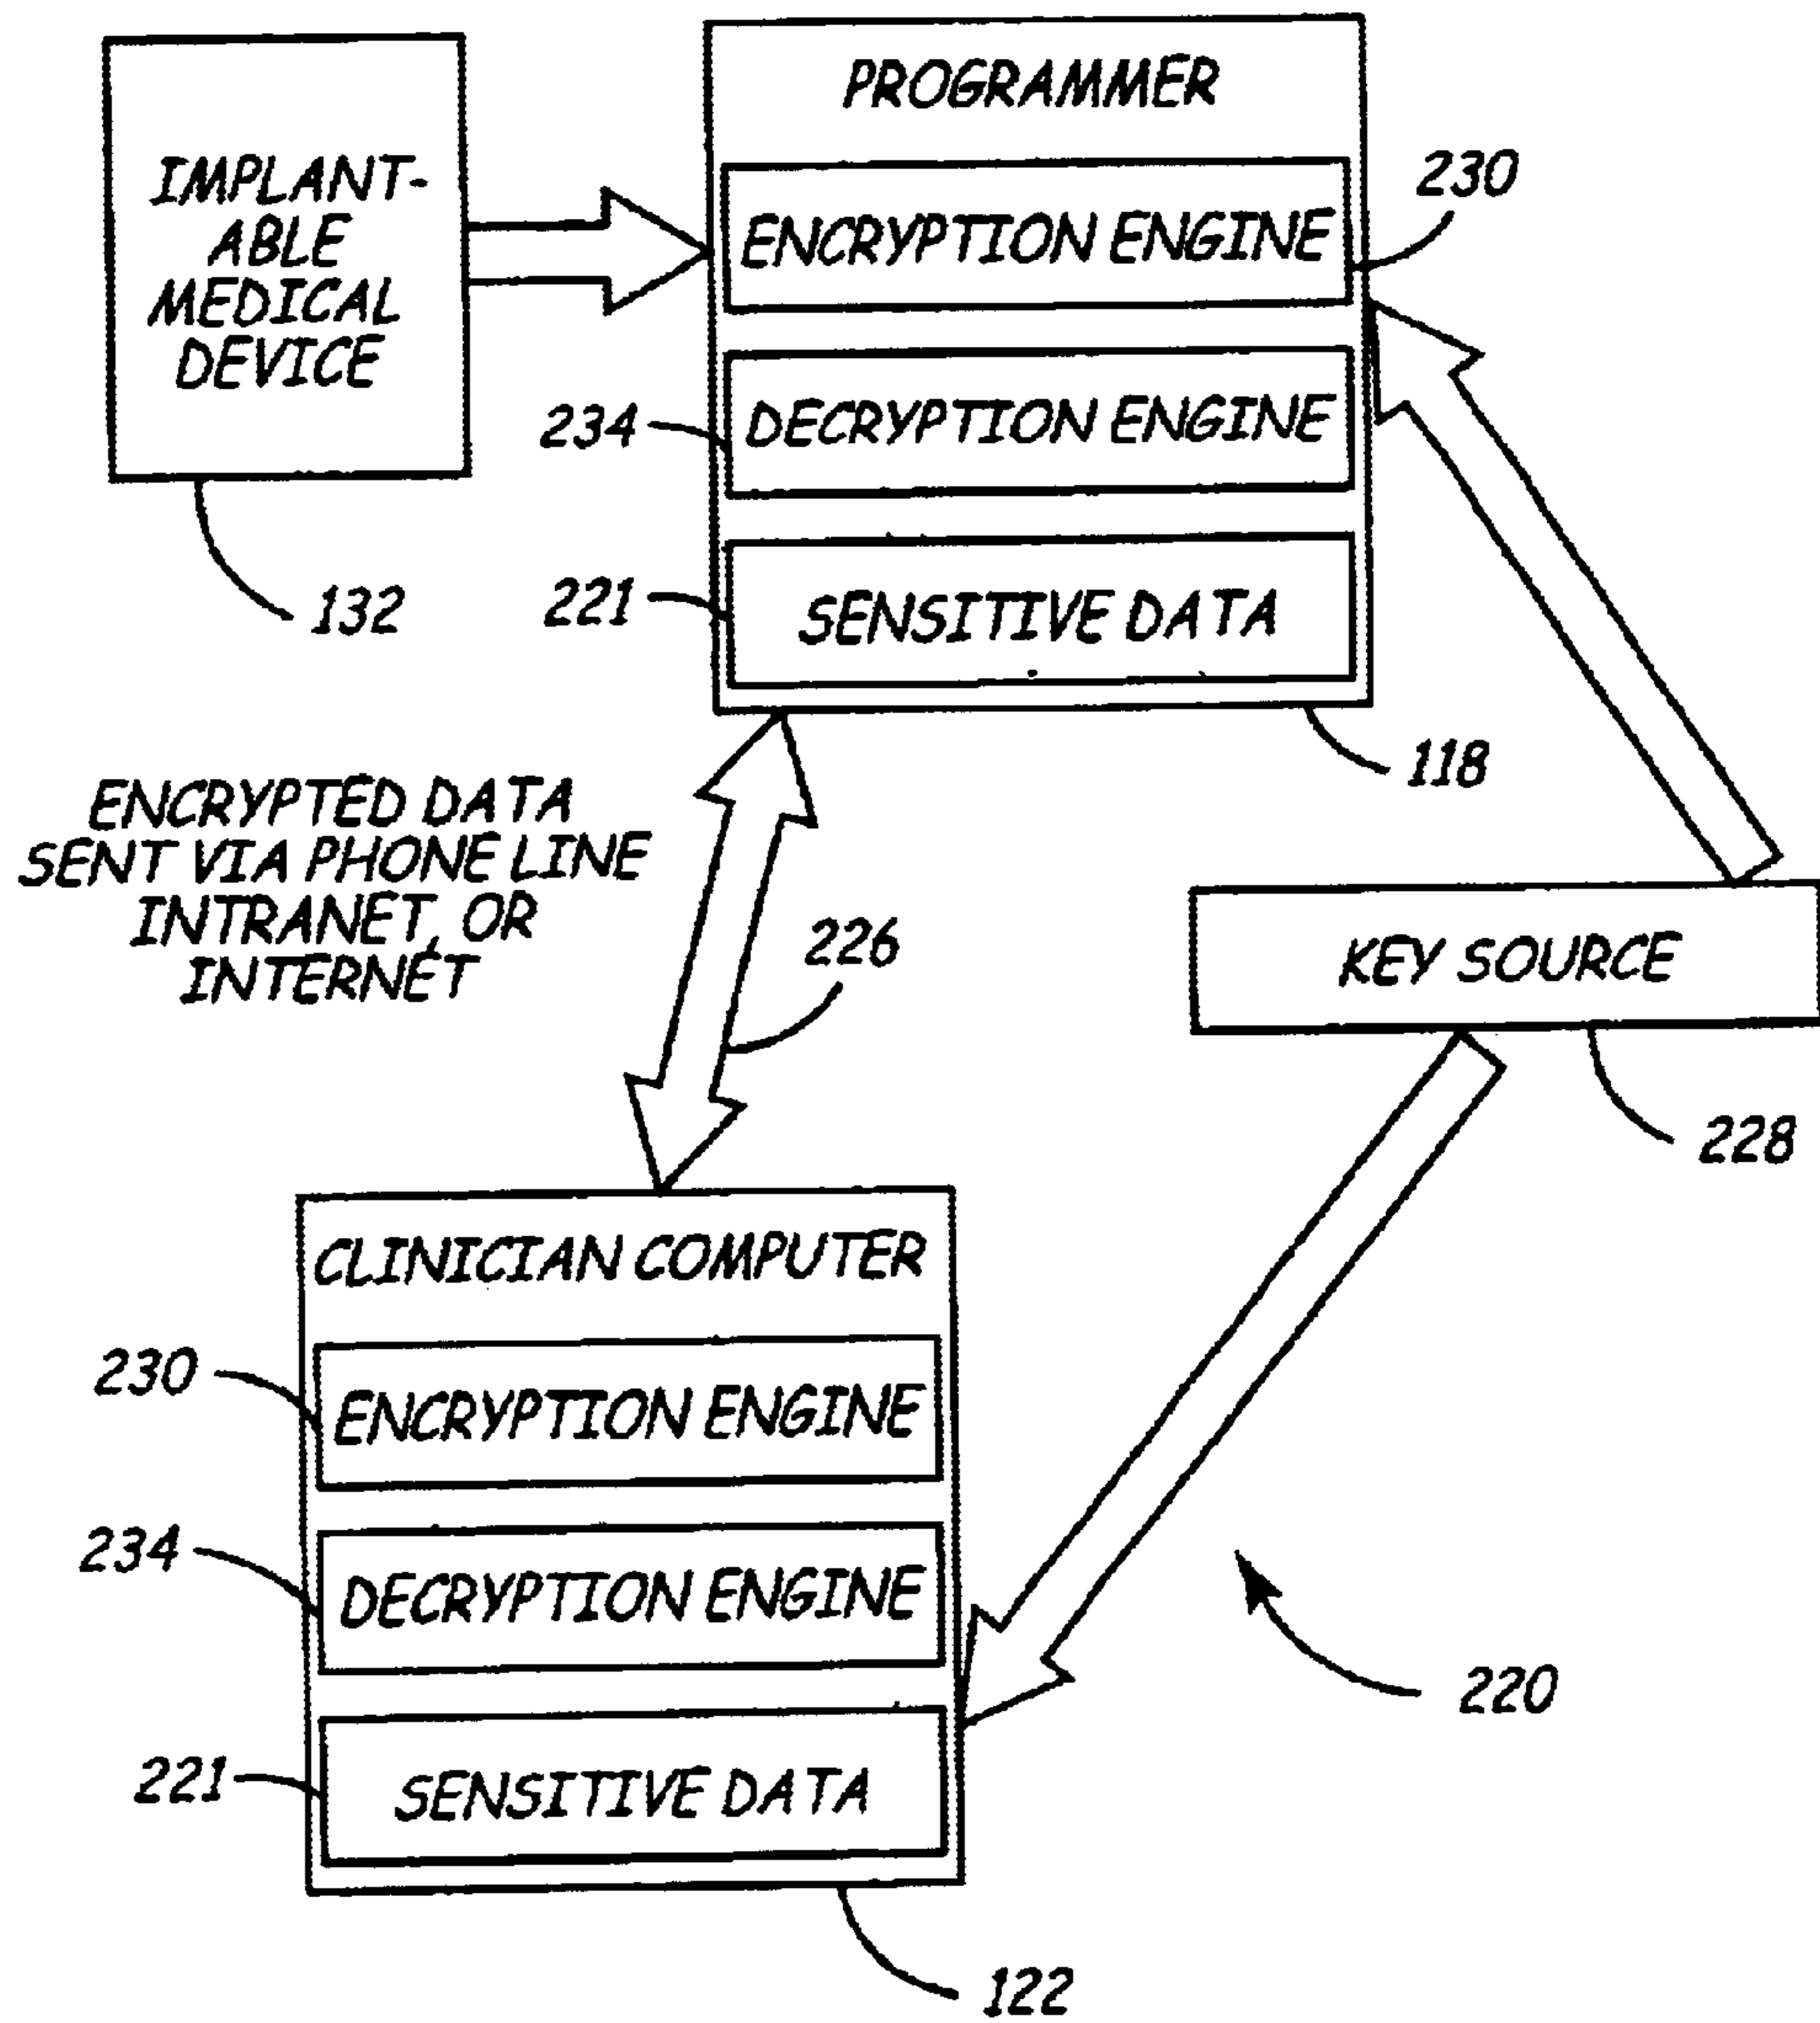 PROGRAMMER
IMPLANT-
ABLE
MEDICAL
DEVICE
230
ENCRYPTION ENGINE
234
DECRYPTION ENGINE
221
SENSITIVE DATA
132
118
ENCRYPTED DATA
SENT VIA PHONE LINE
INTRANET, OR
INTERNET
226
KEY SOURCE
228
CLINICIAN COMPUTER
230
ENCRYPTION ENGINE
234
DECRYPTION ENGINE
220
221
SENSITIVE DATA
122